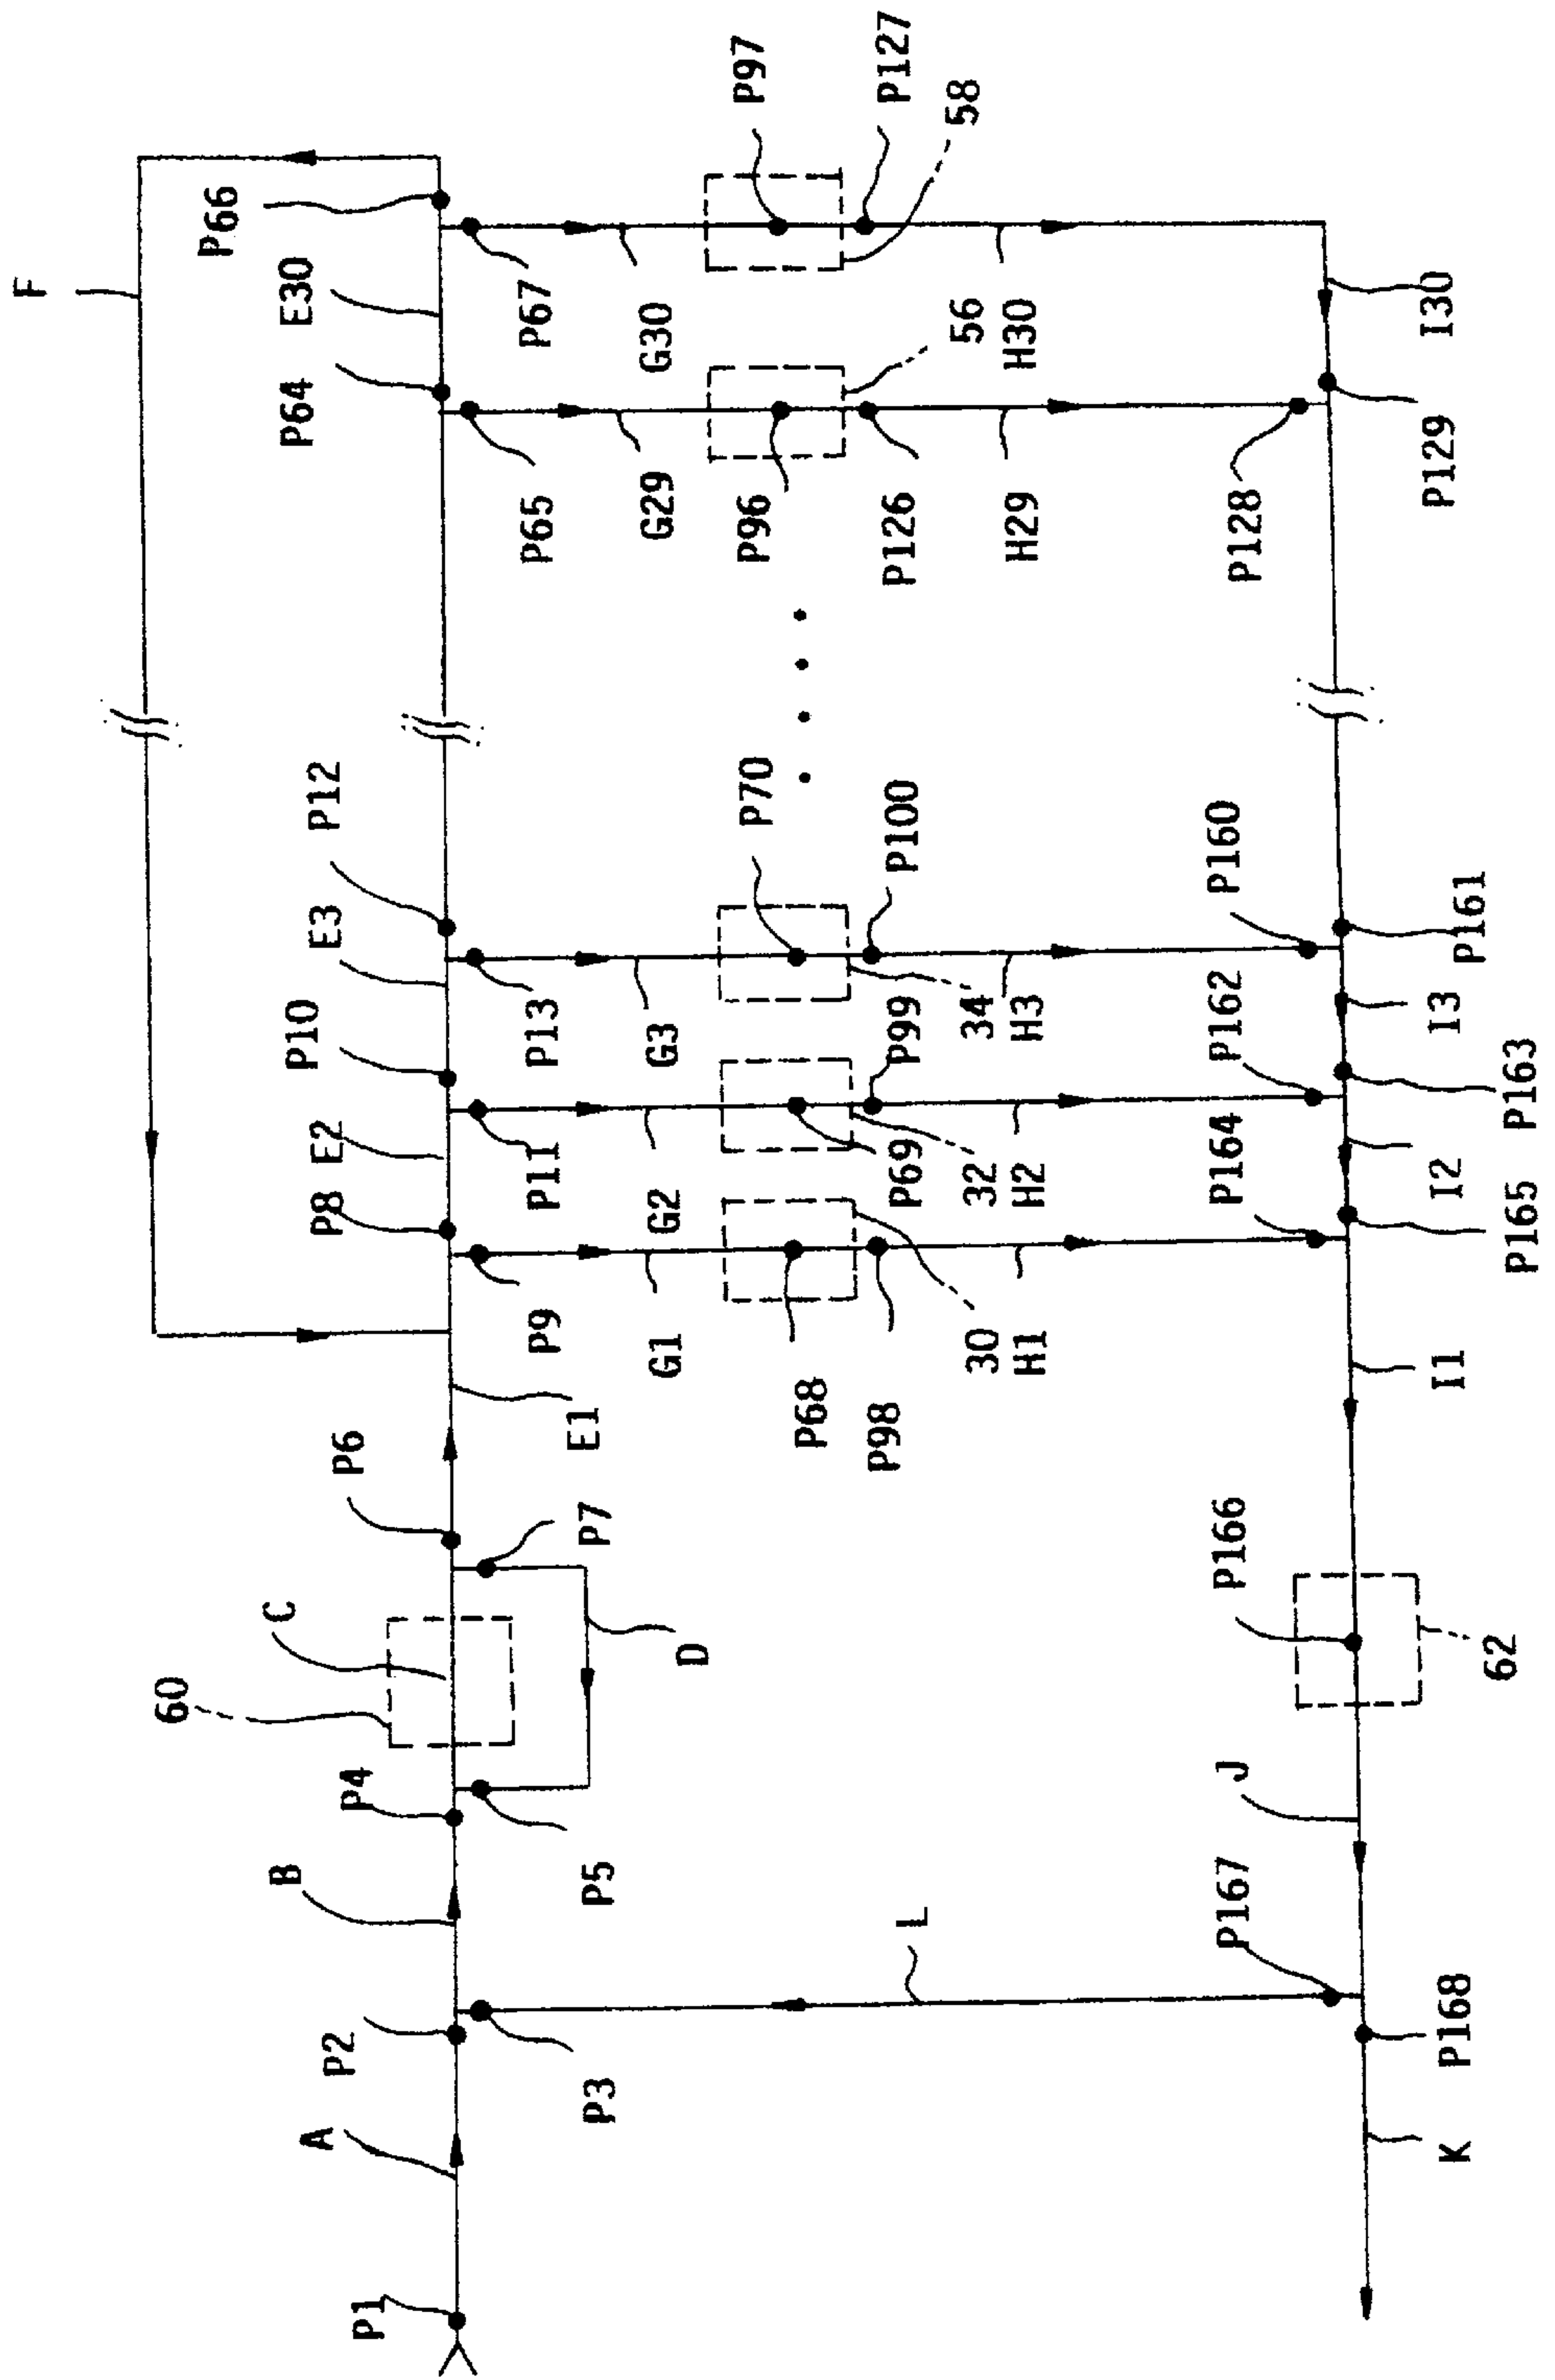 F
P66
E30
P64
P12
E3
P10
E2
P8
P6
C
60
P4
B
P2
A
P1
P97
P127
58
P67
G30
56
H30
P65
G29
P96
P126
H29
P128
I30
P129
P70
P100
P160
P161
P13
G3
P99
34
H3
P162
I3
P163
P11
G2
P69
32
H2
P164
I2
P165
P9
G1
P68
P98
30
H1
I1
E1
P7
D
P5
P3
L
P166
62
J
P167
P168
K